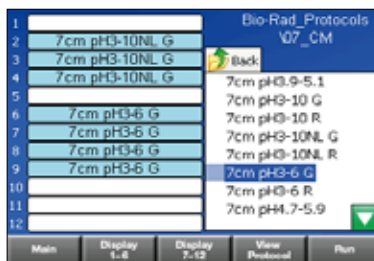 Bio-Rad_Protocols
\07_CM
1
2 7cm pH3-10NL G
3 7cm pH3-10NL G
4 7cm pH3-10NL G
5
6 7cm pH3-6 G
7 7cm pH3-6 G
8 7cm pH3-6 G
9 7cm pH3-6 G
10
11
12
Back
7cm pH3.9-5.1
7cm pH3-10 G
7cm pH3-10 R
7cm pH3-10NL G
7cm pH3-10NL R
7cm pH3-6 G
7cm pH3-6 R
7cm pH4.7-5.9
Main
Display
1-6
Display
7-12
View
Protocol
Run